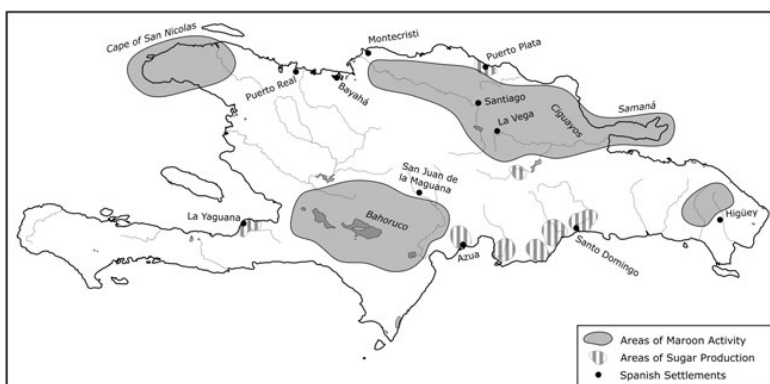 Cape of San Nicolas
Montecristi
Puerto Plata
Puerto Real
Bayahá
Santiago
La Vega
Ciguayos
Samaná
San Juan de
la Maguana
La Yaguana
Bahoruco
Azua
Santo Domingo
Higüey
Areas of Maroon Activity
Areas of Sugar Production
Spanish Settlements